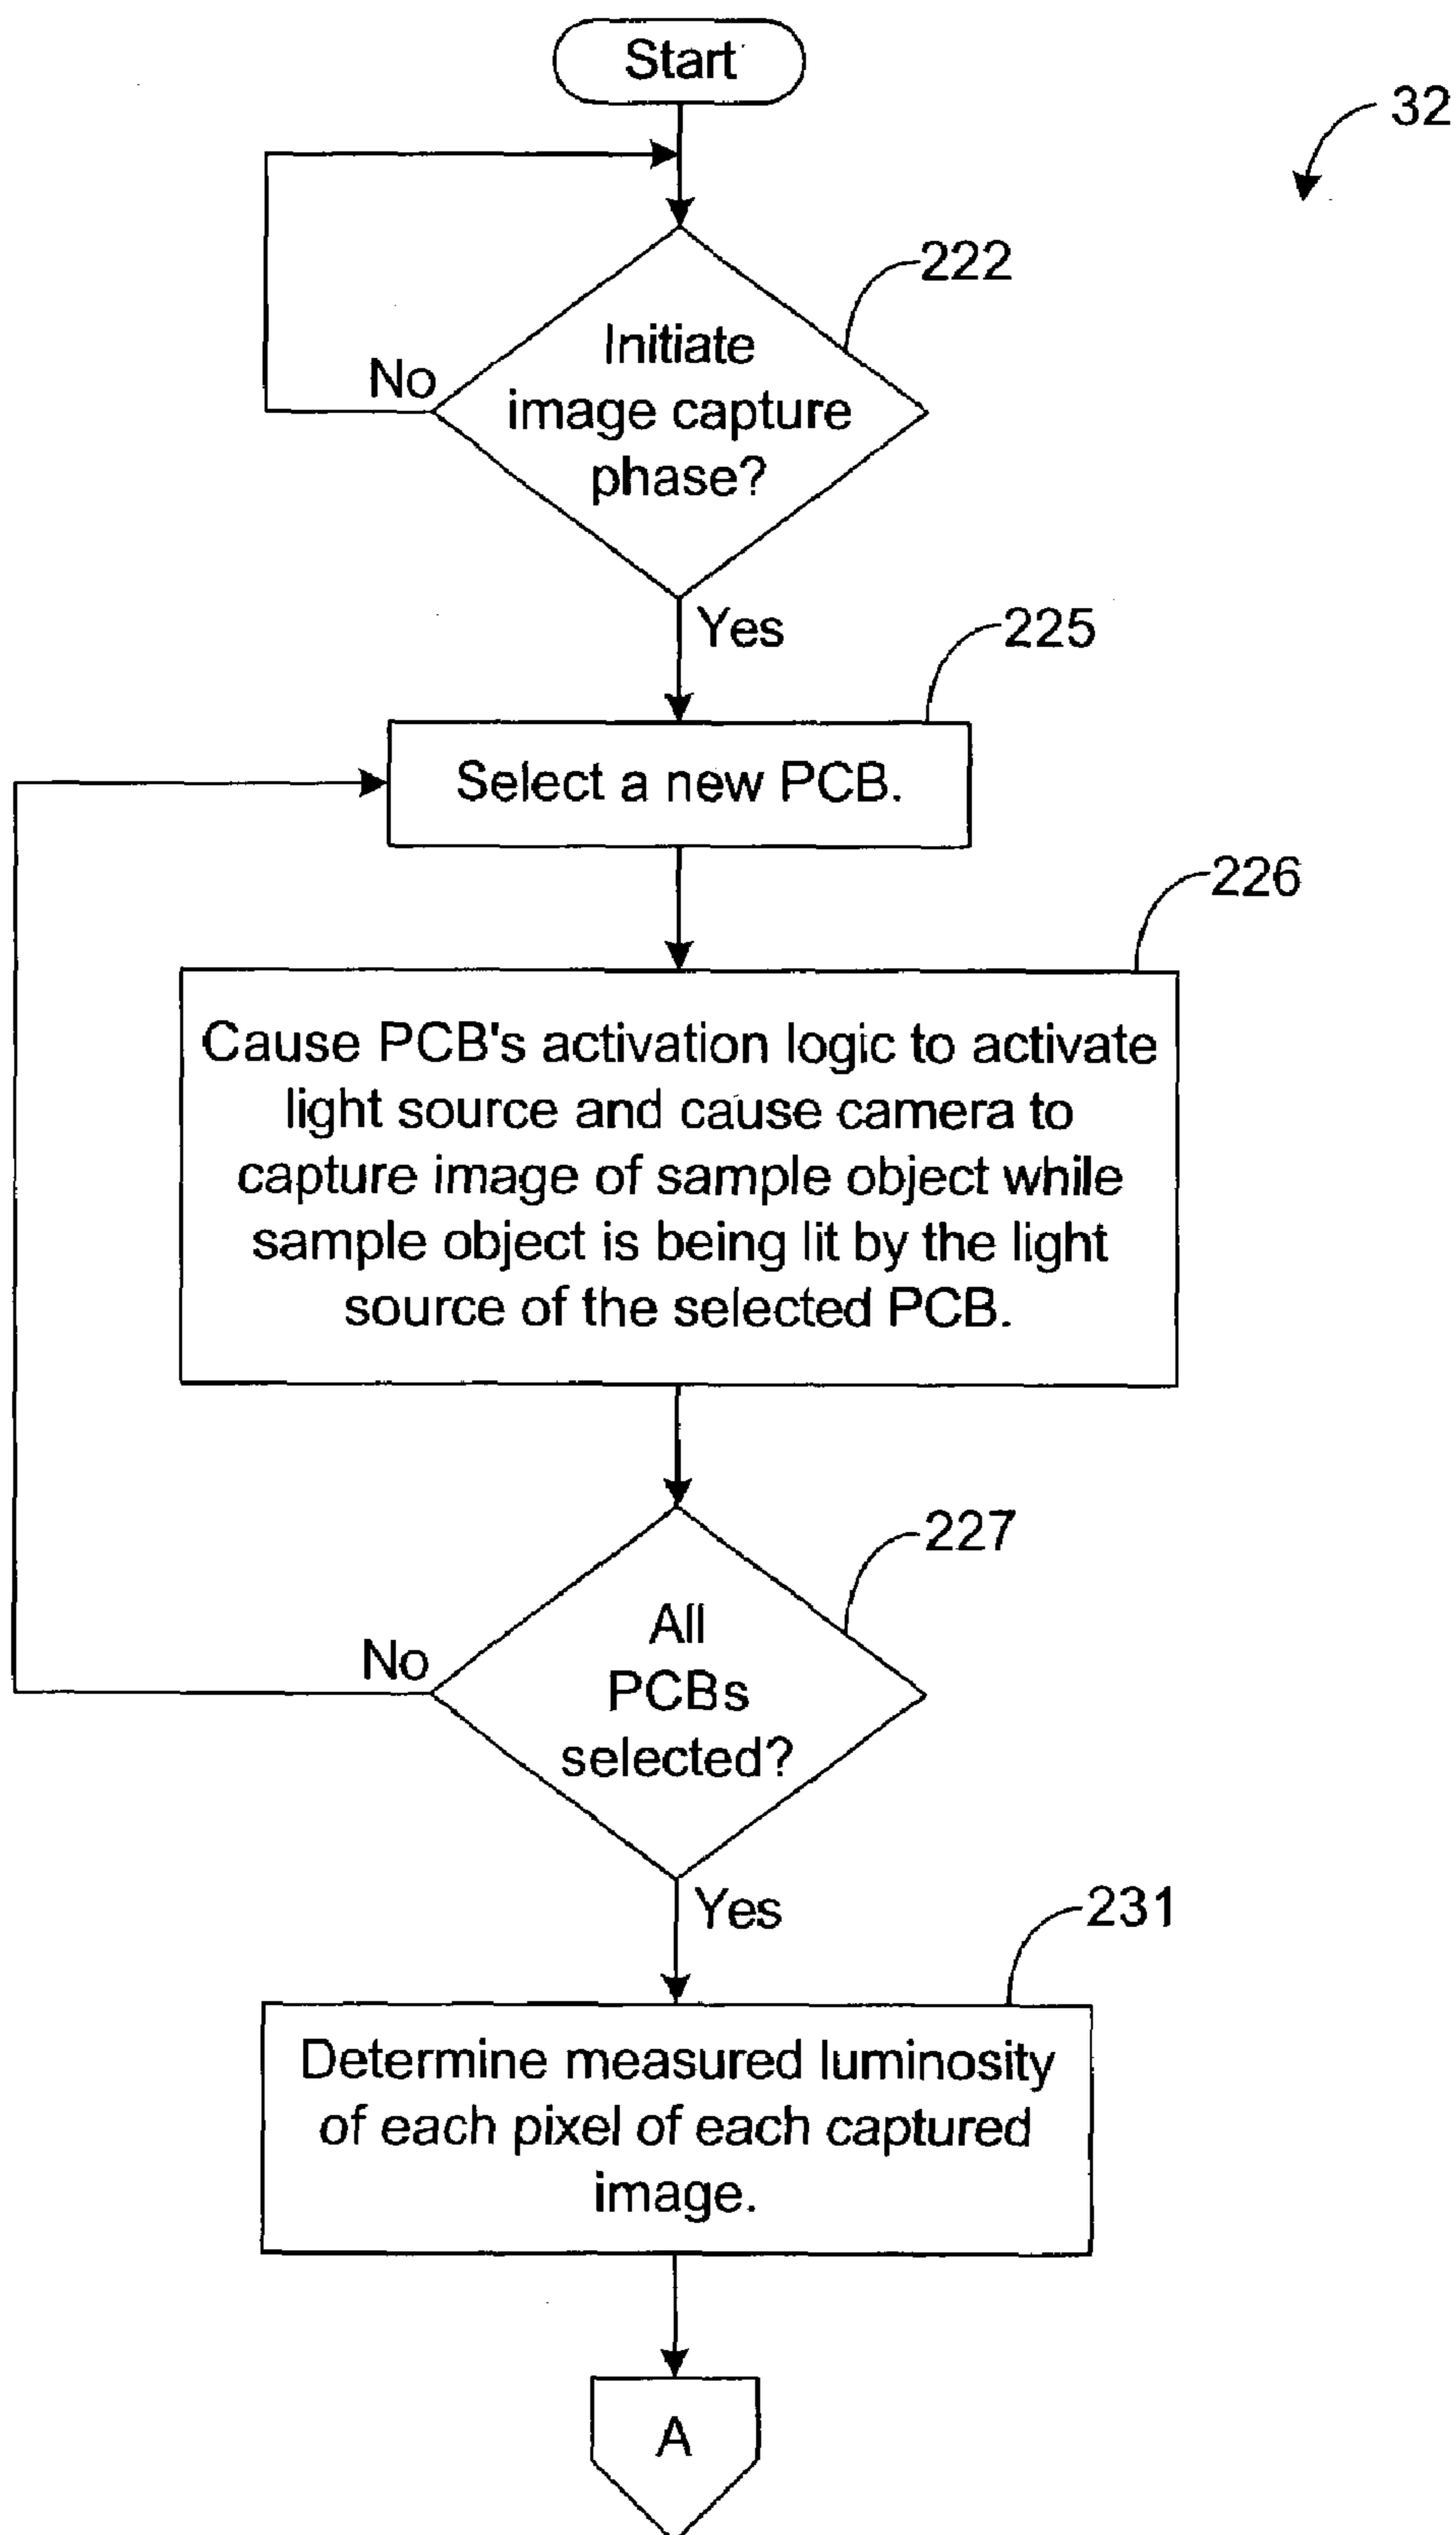 Start
32
222
Initiate
image capture
phase?
No
Yes
225
Select a new PCB.
226
Cause PCB's activation logic to activate
light source and cause camera to
capture image of sample object while
sample object is being lit by the light
source of the selected PCB.
227
All
PCBs
selected?
No
Yes
231
Determine measured luminosity
of each pixel of each captured
image.
A